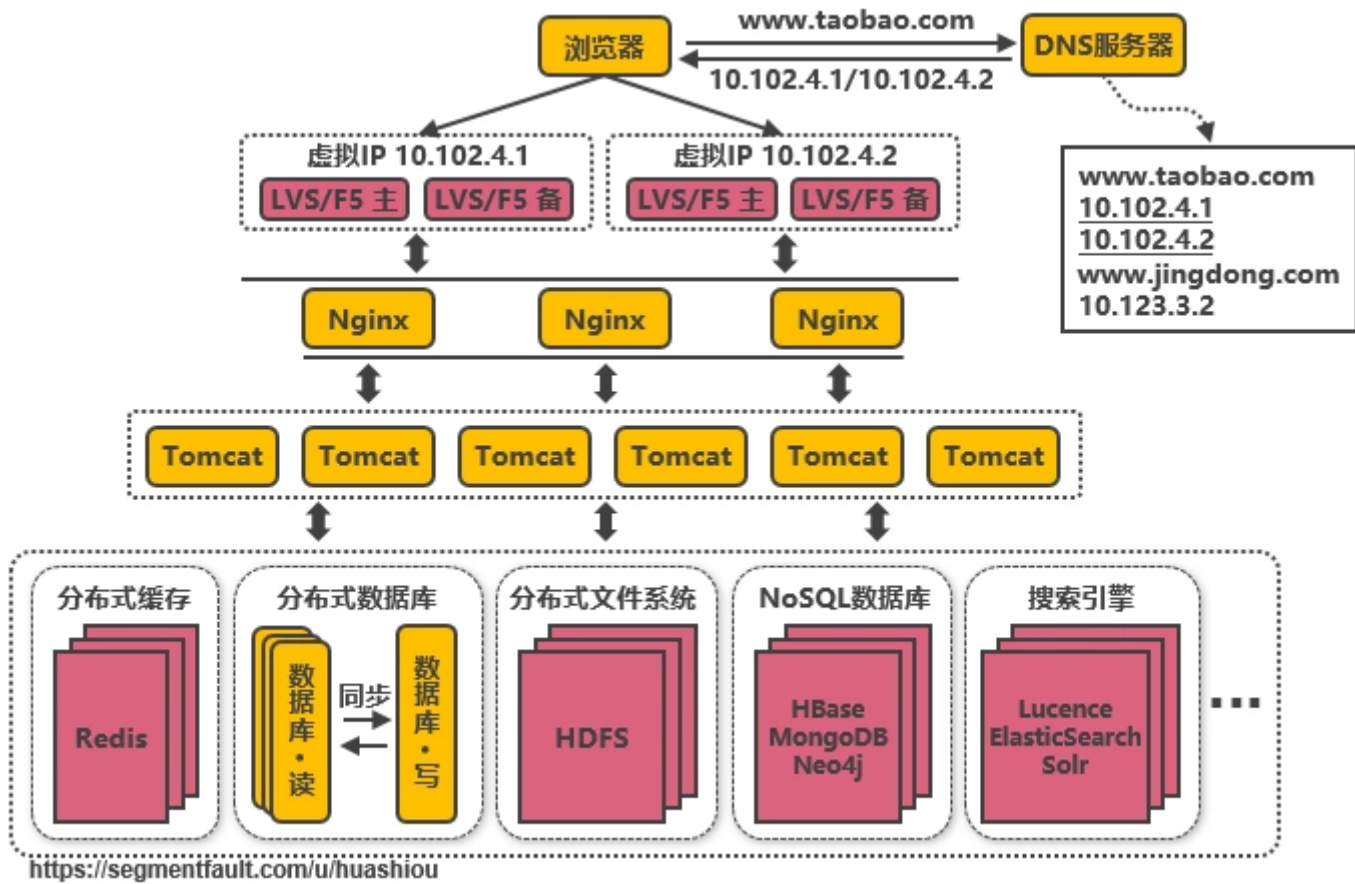 www.taobao.com
浏览器
DNS服务器
10.102.4.1/10.102.4.2
虚拟IP 10.102.4.1
虚拟IP 10.102.4.2
LVS/F5 主
LVS/F5 备
LVS/F5 主
LVS/F5 备
www.taobao.com
10.102.4.1
10.102.4.2
www.jingdong.com
10.123.3.2
Nginx
Nginx
Nginx
Tomcat
Tomcat
Tomcat
Tomcat
Tomcat
Tomcat
分布式缓存
Redis
分布式数据库
数据库·读
同步
数据库·写
分布式文件系统
HDFS
NoSQL数据库
HBase
MongoDB
Neo4j
搜索引擎
Lucence
ElasticSearch
Solr
...
https://segmentfault.com/u/huashiou